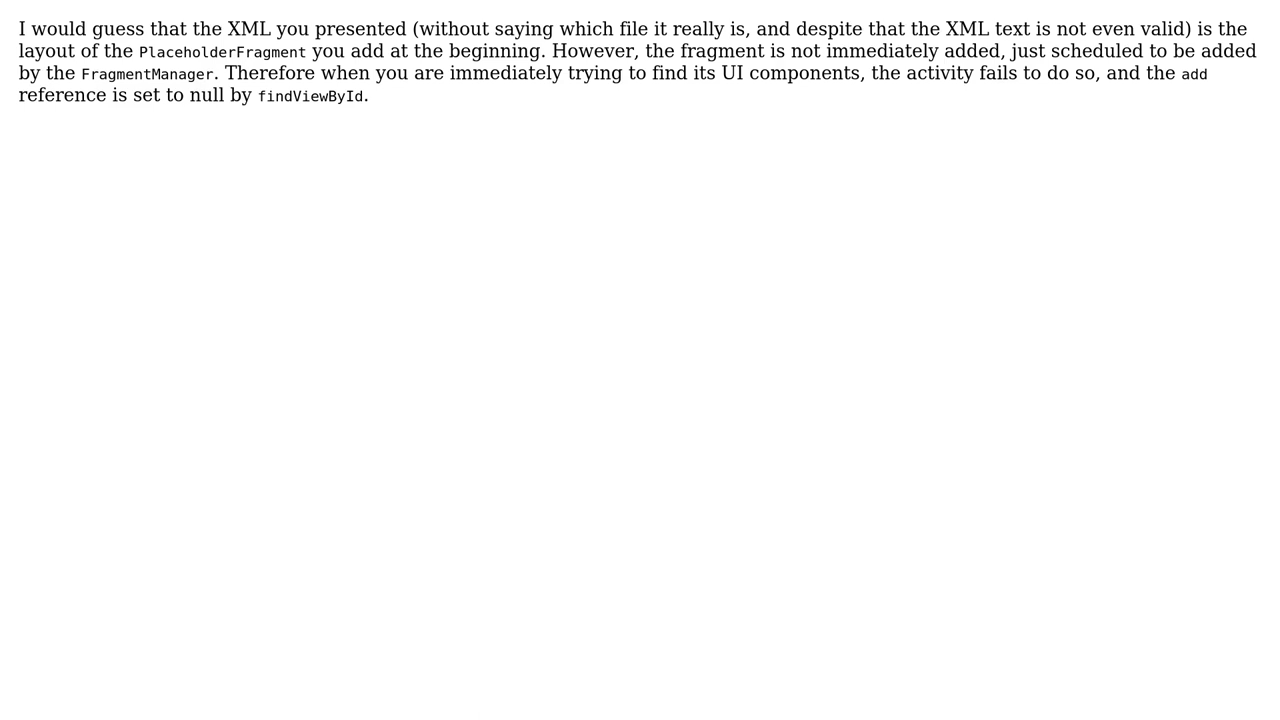 I would guess that the XML you presented (without saying which file it really is, and despite that the XML text is not even valid) is the
layout of the PlaceholderFragment you add at the beginning. However, the fragment is not immediately added, just scheduled to be added
by the FragmentManager. Therefore when you are immediately trying to find its UI components, the activity fails to do so, and the add
reference is set to null by findViewById.